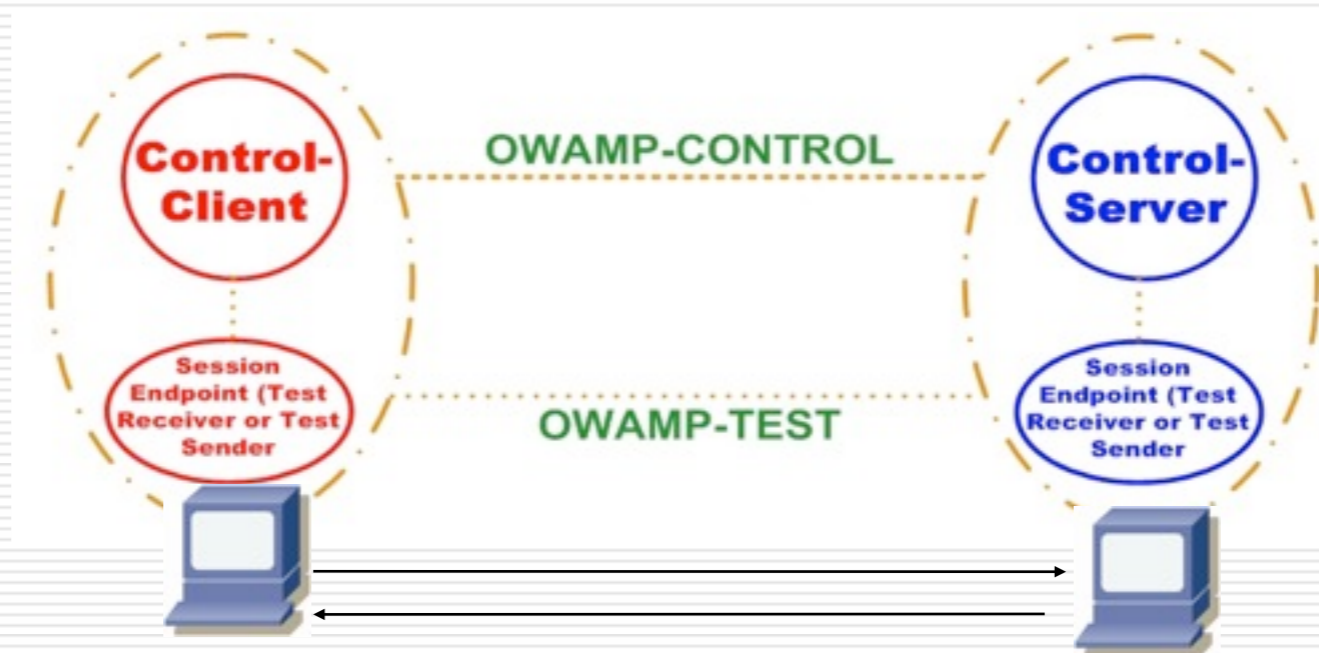 Control-
Client
OWAMP-CONTROL
Control-
Server
Session
Endpoint (Test
Receiver or Test
Sender
OWAMP-TEST
Session
Endpoint (Test
Receiver or Test
Sender